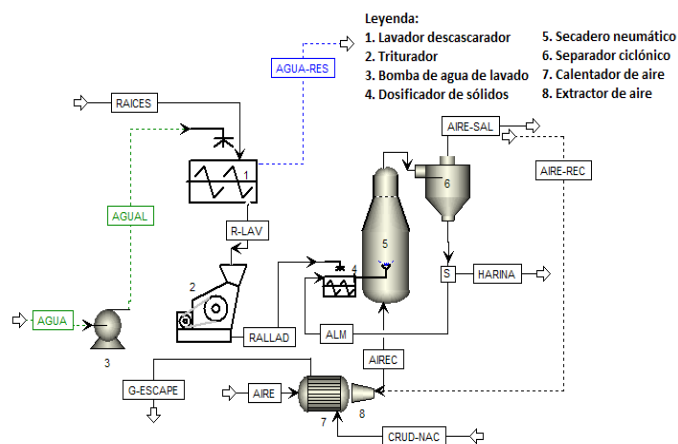 Leyenda:
1. Lavador descascarador
2. Triturador
3. Bomba de agua de lavado
4. Dosificador de sólidos
5. Secadero neumático
6. Separador ciclónico
7. Calentador de aire
8. Extractor de aire
AGUA-RES
RAICES
AIRE-SAL
AIRE-REC
1
6
AGUAL
R-LAV
5
4
S
HARINA
2
AGUA
RALLAD
ALM
3
AIREC
G-ESCAPE
AIRE
7
8
CRUD-NAC